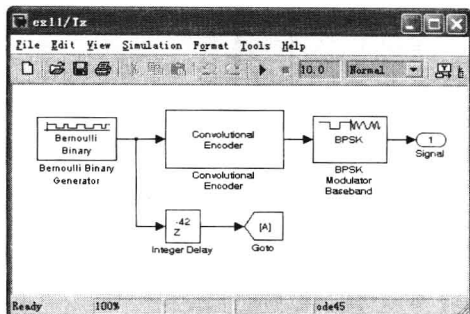 ex11/Tx
File Edit View Simulation Format Tools Help
10.0 Normal
Bernoulli
Binary
Bernoulli Binary
Generator
Convolutional
Encoder
Convolutional
Encoder
BPSK
BPSK
Modulator
Baseband
1
Signal
-42
Z
Integer Delay
[A]
Goto
Ready 100% ode45